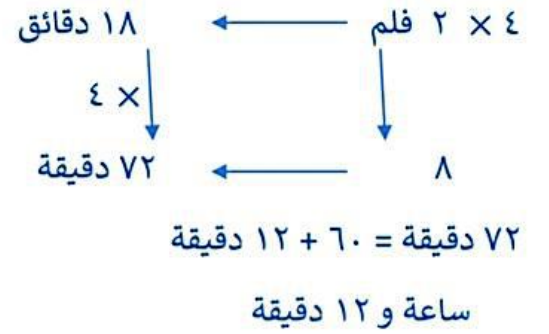 ٤ × ٢ فلم ← ١٨ دقائق
× ٤
٨ ← ٧٢ دقيقة
٧٢ دقيقة = ٦٠ + ١٢ دقيقة
ساعة و ١٢ دقيقة